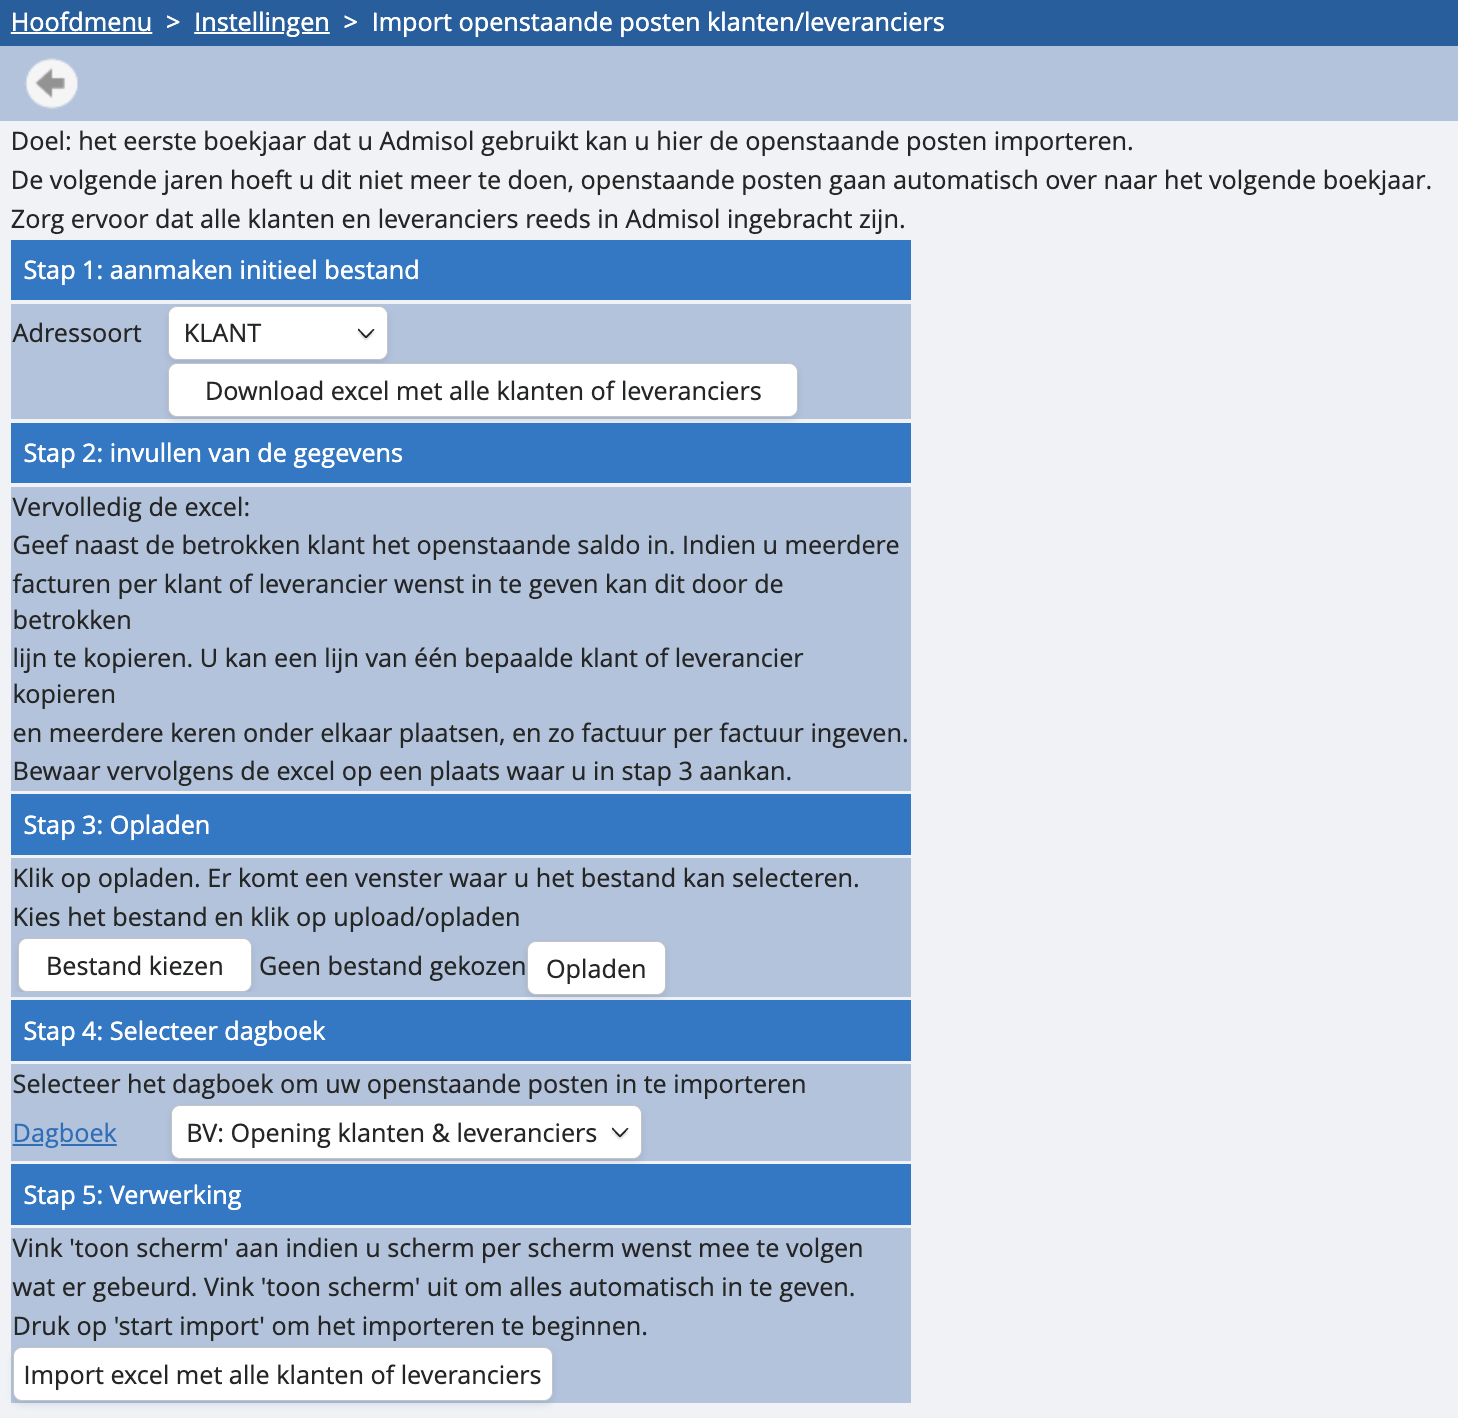 Hoofdmenu > Instellingen > Import openstaande posten klanten/leveranciers
Doel: het eerste boekjaar dat u Admisol gebruikt kan u hier de openstaande posten importeren.
De volgende jaren hoeft u dit niet meer te doen, openstaande posten gaan automatisch over naar het volgende boekjaar.
Zorg ervoor dat alle klanten en leveranciers reeds in Admisol ingebracht zijn.
Stap 1: aanmaken initieel bestand
Adressoort KLANT
Download excel met alle klanten of leveranciers
Stap 2: invullen van de gegevens
Vervolledig de excel:
Geef naast de betrokken klant het openstaande saldo in. Indien u meerdere
facturen per klant of leverancier wenst in te geven kan dit door de
betrokken
lijn te kopieren. U kan een lijn van één bepaalde klant of leverancier
kopieren
en meerdere keren onder elkaar plaatsen, en zo factuur per factuur ingeven.
Bewaar vervolgens de excel op een plaats waar u in stap 3 aankan.
Stap 3: Opladen
Klik op opladen. Er komt een venster waar u het bestand kan selecteren.
Kies het bestand en klik op upload/opladen
Bestand kiezen Geen bestand gekozen Opladen
Stap 4: Selecteer dagboek
Selecteer het dagboek om uw openstaande posten in te importeren
Dagboek BV: Opening klanten & leveranciers
Stap 5: Verwerking
Vink 'toon scherm' aan indien u scherm per scherm wenst mee te volgen
wat er gebeurd. Vink 'toon scherm' uit om alles automatisch in te geven.
Druk op 'start import' om het importeren te beginnen.
Import excel met alle klanten of leveranciers